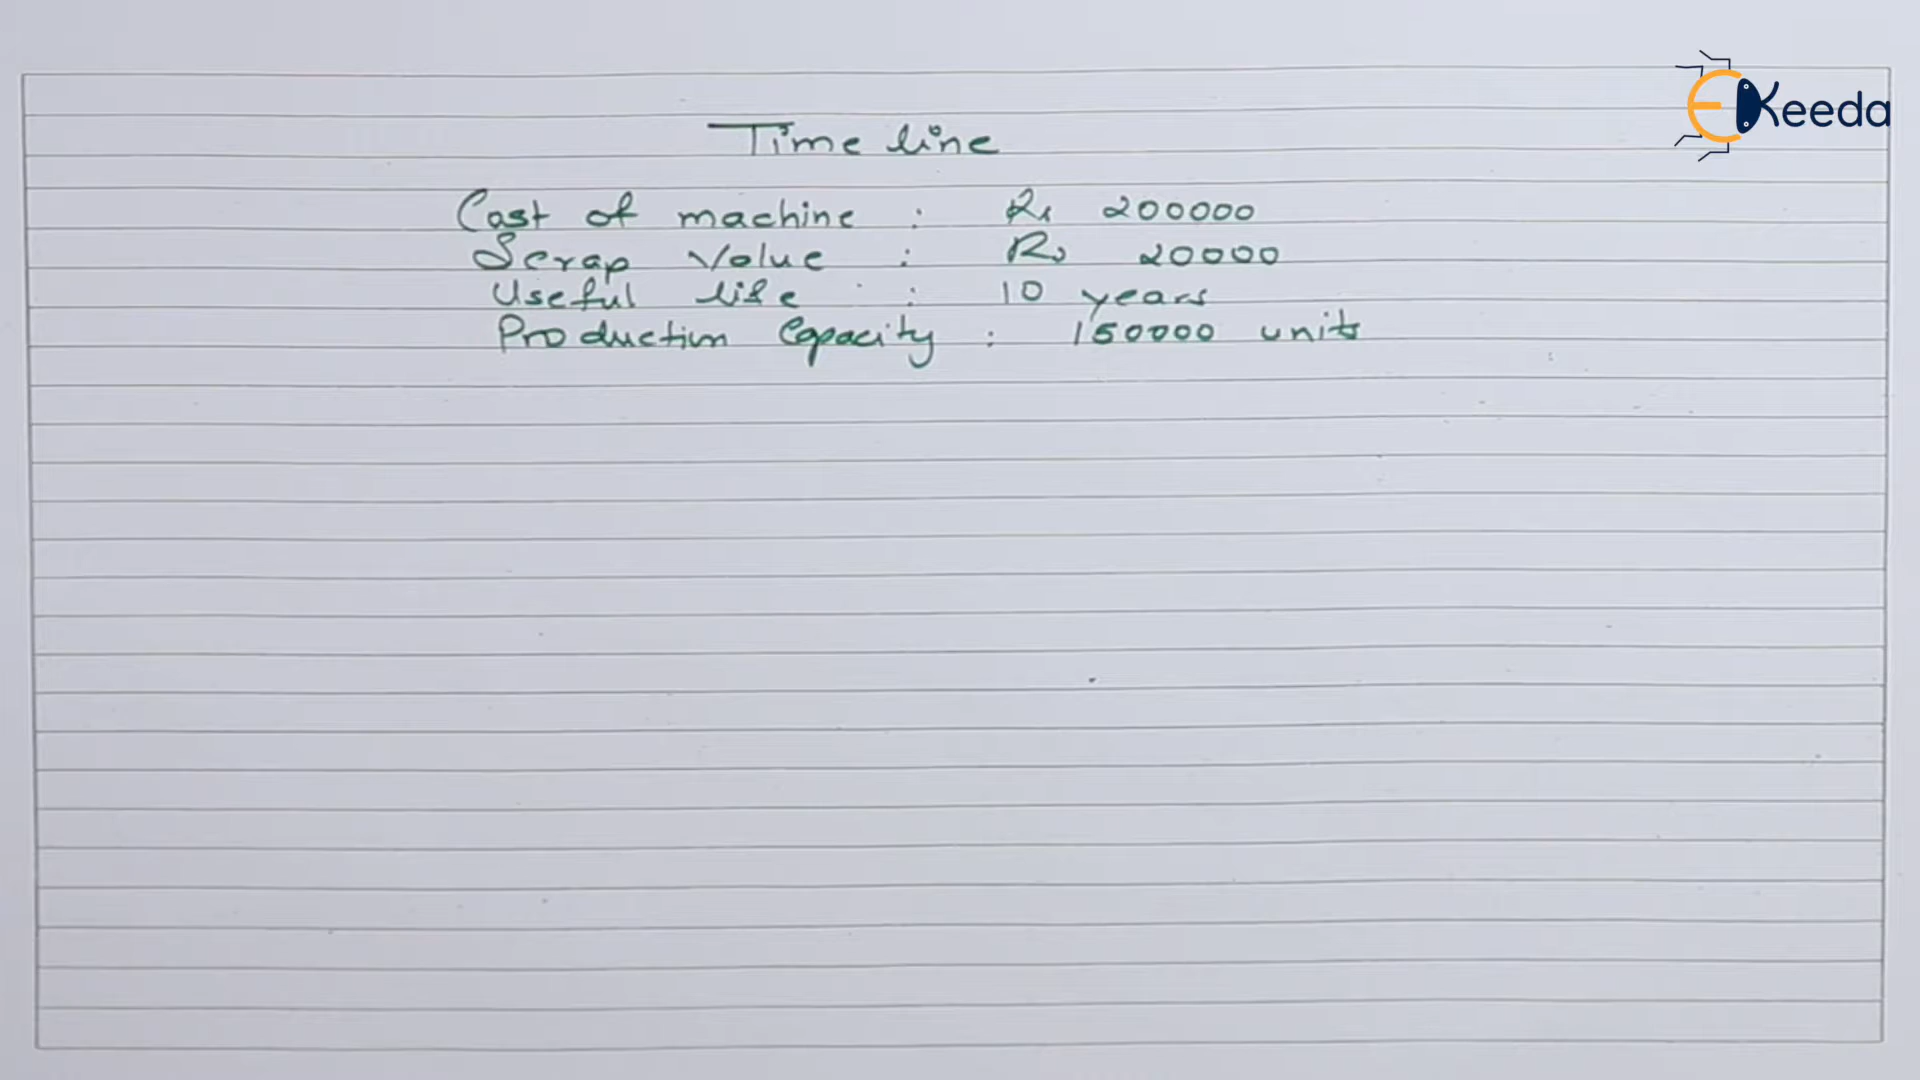 EKeeda
Time line
Cost of machine : Rs 200000
Scrap Value : Rs 20000
Useful life : 10 years
Production Capacity : 150000 units